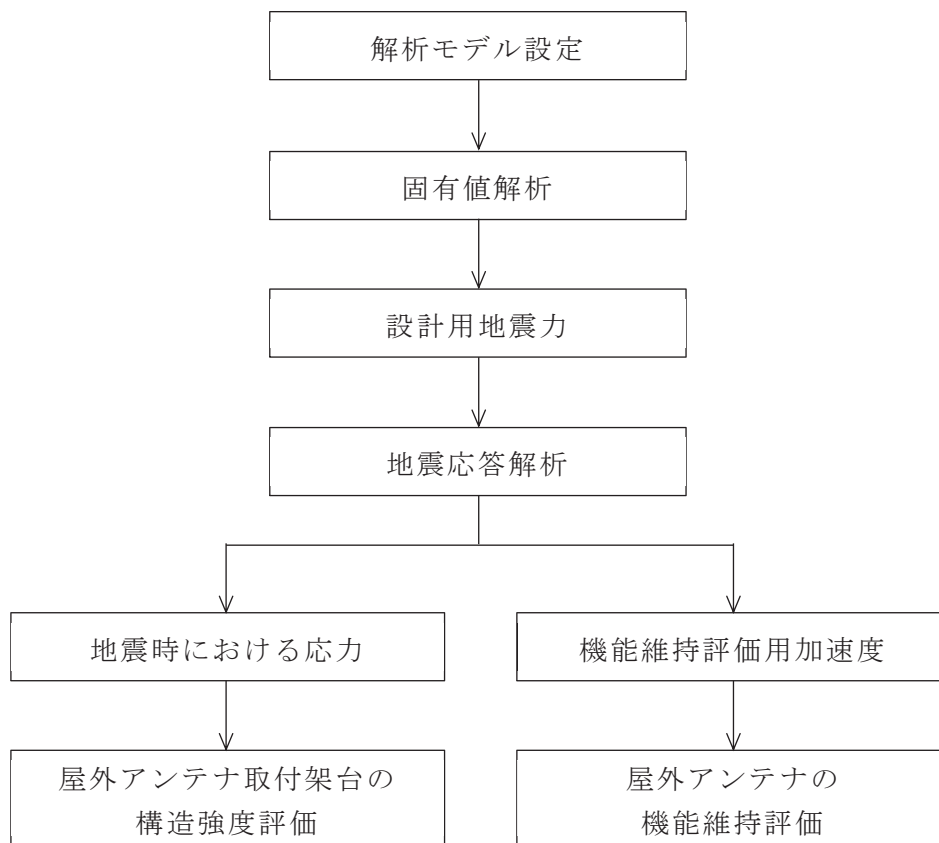 解析モデル設定
固有値解析
設計用地震力
地震応答解析
地震時における応力
機能維持評価用加速度
屋外アンテナ取付架台の
構造強度評価
屋外アンテナの
機能維持評価